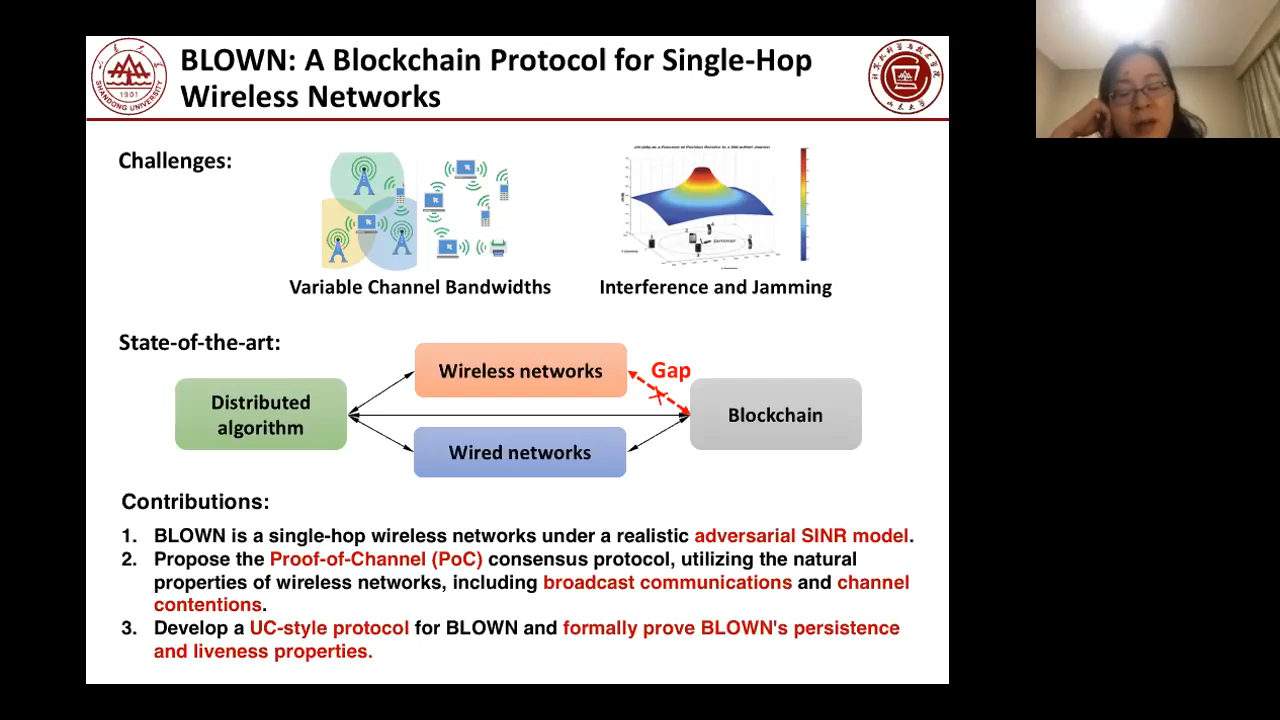 BLOWN: A Blockchain Protocol for Single-Hop
Wireless Networks
SHANDONG UNIVERSITY
1901
Challenges:
Variable Channel Bandwidths
Interference and Jamming
State-of-the-art:
Wireless networks
Gap
Distributed
algorithm
Blockchain
Wired networks
Contributions:
1. BLOWN is a single-hop wireless networks under a realistic adversarial SINR model.
2. Propose the Proof-of-Channel (PoC) consensus protocol, utilizing the natural
properties of wireless networks, including broadcast communications and channel
contentions.
3. Develop a UC-style protocol for BLOWN and formally prove BLOWN's persistence
and liveness properties.